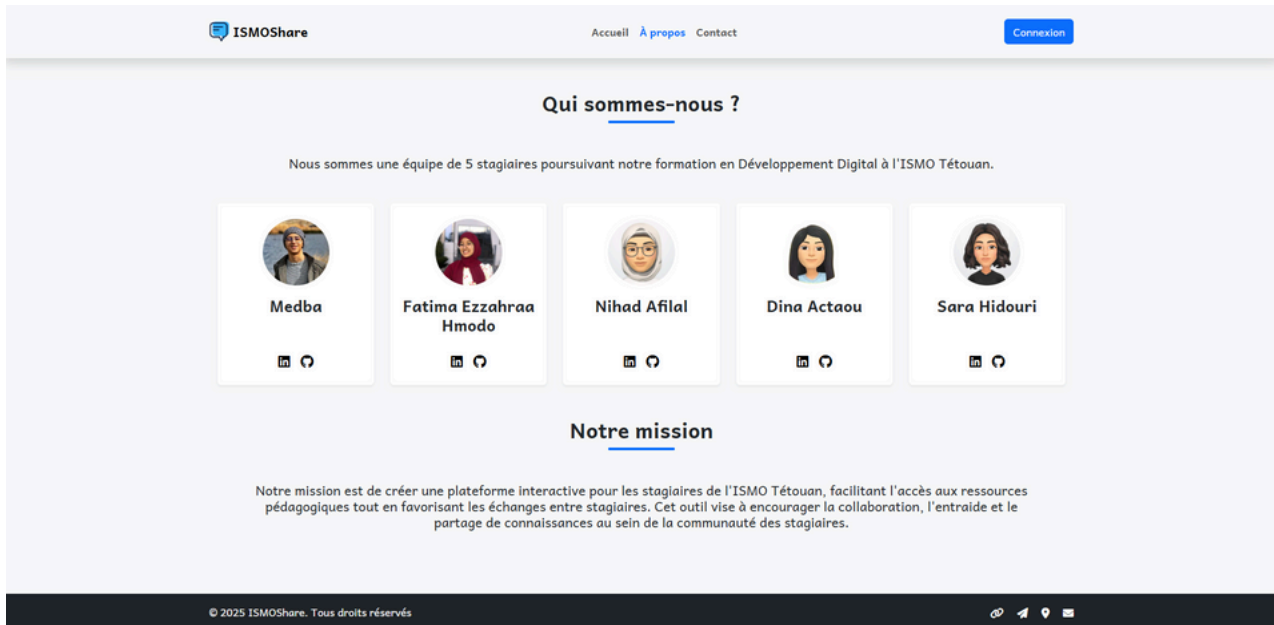 ISMOShare
Accueil À propos Contact
Connexion
Qui sommes-nous ?
Nous sommes une équipe de 5 stagiaires poursuivant notre formation en Développement Digital à l'ISMO Tétouan.
Medba
Fatima Ezzahraa
Hmodo
Nihad Afilal
Dina Actaou
Sara Hidouri
Notre mission
Notre mission est de créer une plateforme interactive pour les stagiaires de l'ISMO Tétouan, facilitant l'accès aux ressources
pédagogiques tout en favorisant les échanges entre stagiaires. Cet outil vise à encourager la collaboration, l'entraide et le
partage de connaissances au sein de la communauté des stagiaires.
© 2025 ISMOShare. Tous droits réservés